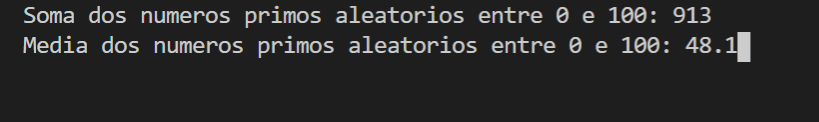 Soma dos numeros primos aleatorios entre 0 e 100: 913
Media dos numeros primos aleatorios entre 0 e 100: 48.1